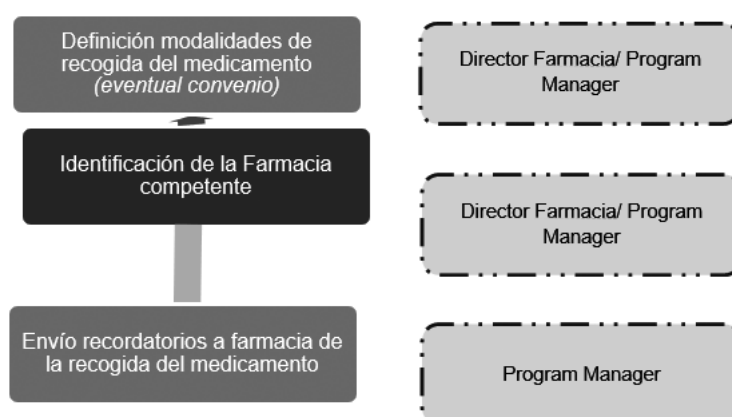 Definición modalidades de
recogida del medicamento
(eventual convenio)
Director Farmacia/ Program
Manager
Identificación de la Farmacia
competente
Director Farmacia/ Program
Manager
Envío recordatorios a farmacia de
la recogida del medicamento
Program Manager